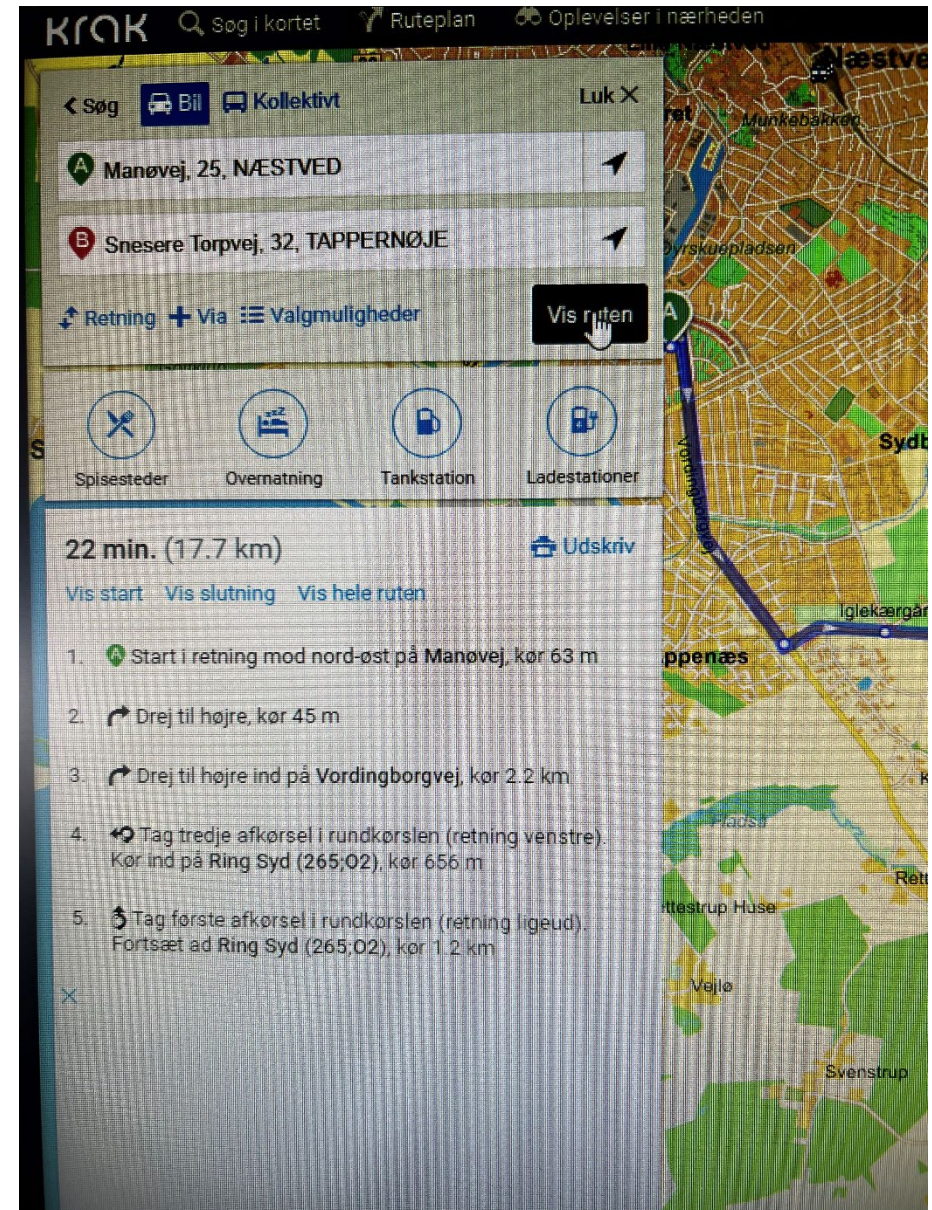 krak Søg i kortet Ruteplan Oplevelser i nærheden
Søg Bil Kollektivt Luk
A Manøvej, 25, NÆSTVED
B Snesere Torpvej, 32, TAPPERNØJE
Retning Via Valgmuligheder Vis ruten
Spisesteder Overnatning Tankstation Ladestationer
22 min. (17.7 km) Udskriv
Vis start Vis slutning Vis hele ruten
1. A Start i retning mod nord-øst på Manøvej, kør 63 m
2. Drej til højre, kør 45 m
3. Drej til højre ind på Vordingborgvej, kør 2.2 km
4. Tag tredje afkørsel i rundkørslen (retning venstre).
Kør ind på Ring Syd (265;02), kør 656 m
5. Tag første afkørsel i rundkørslen (retning ligeud).
Fortsæt ad Ring Syd (265;02), kør 1.2 km
Næstve
Munkebakken
ret
Dyrskuepladsen
A
Sydb
Vordingborgvej
Iglekærgår
ppenæs
Fladså
Rett
ttestrup Huse
Vejlø
Svenstrup